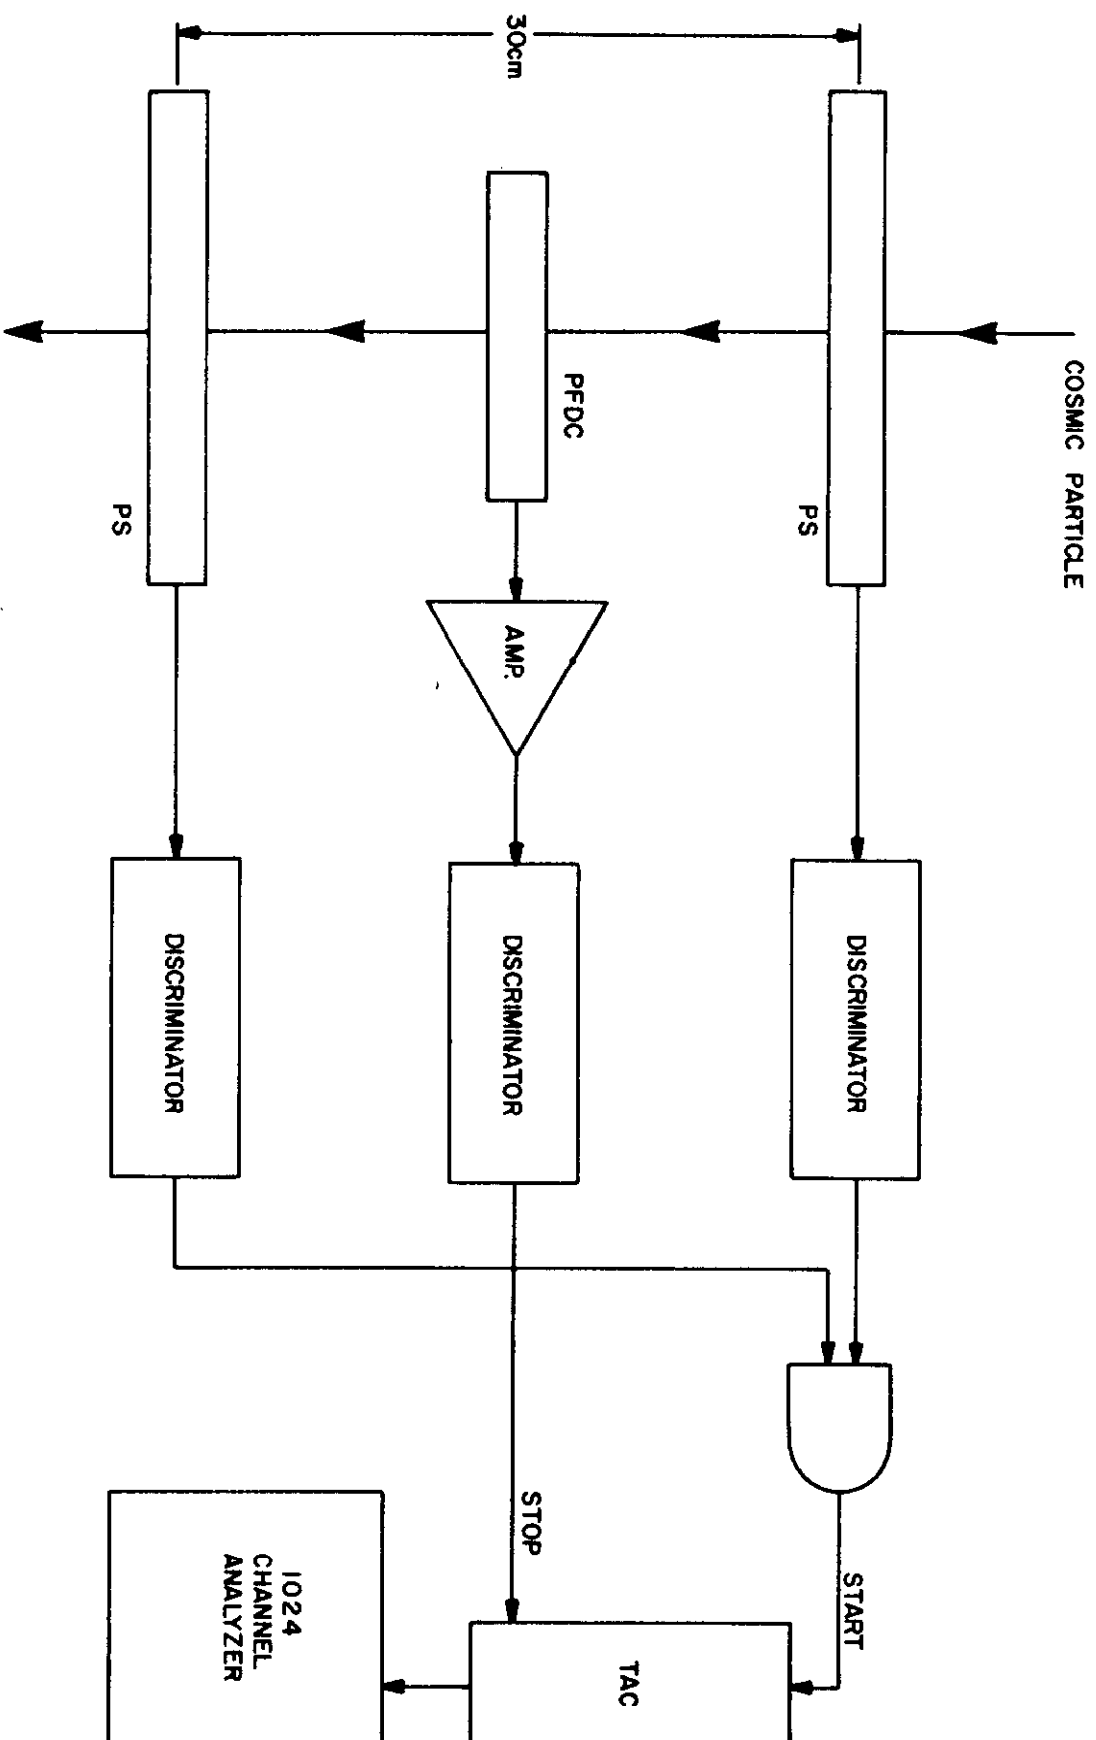 COSMIC PARTICLE
30cm
PS
DISCRIMINATOR
START
PFDC
AMP.
DISCRIMINATOR
STOP
TAC
PS
DISCRIMINATOR
1024
CHANNEL
ANALYZER